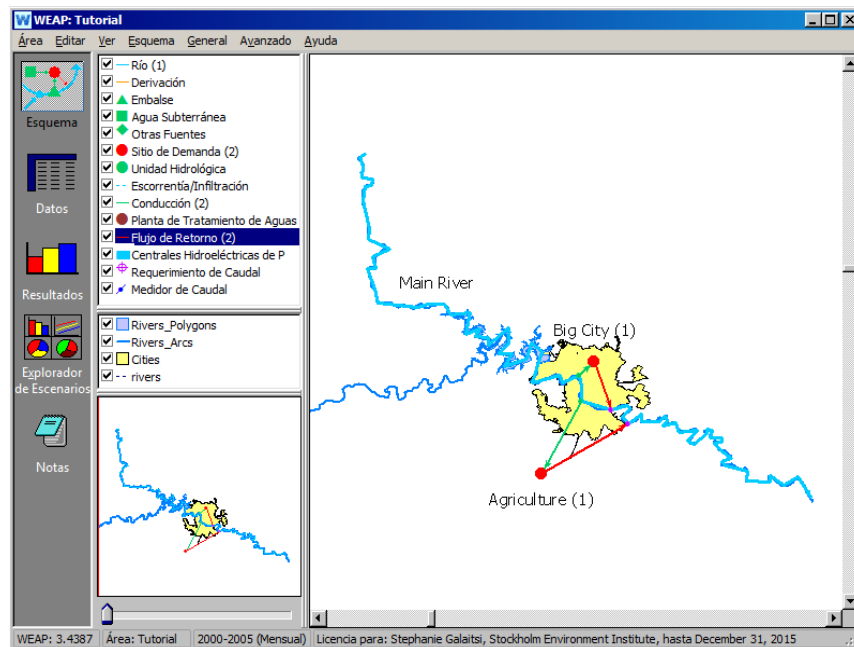 WEAP: Tutorial
Área Editar Ver Esquema General Avanzado Ayuda
Esquema
Datos
Resultados
Explorador
de Escenarios
Notas
Río (1)
Derivación
Embalse
Agua Subterránea
Otras Fuentes
Sitio de Demanda (2)
Unidad Hidrológica
Escorrentía/Infiltración
Conducción (2)
Planta de Tratamiento de Aguas
Flujo de Retorno (2)
Centrales Hidroeléctricas de P
Requerimiento de Caudal
Medidor de Caudal
Rivers_Polygons
Rivers_Arcs
Cities
rivers
Main River
Big City (1)
Agriculture (1)
WEAP: 3.4387 Área: Tutorial 2000-2005 (Mensual) Licencia para: Stephanie Galaitsi, Stockholm Environment Institute, hasta December 31, 2015